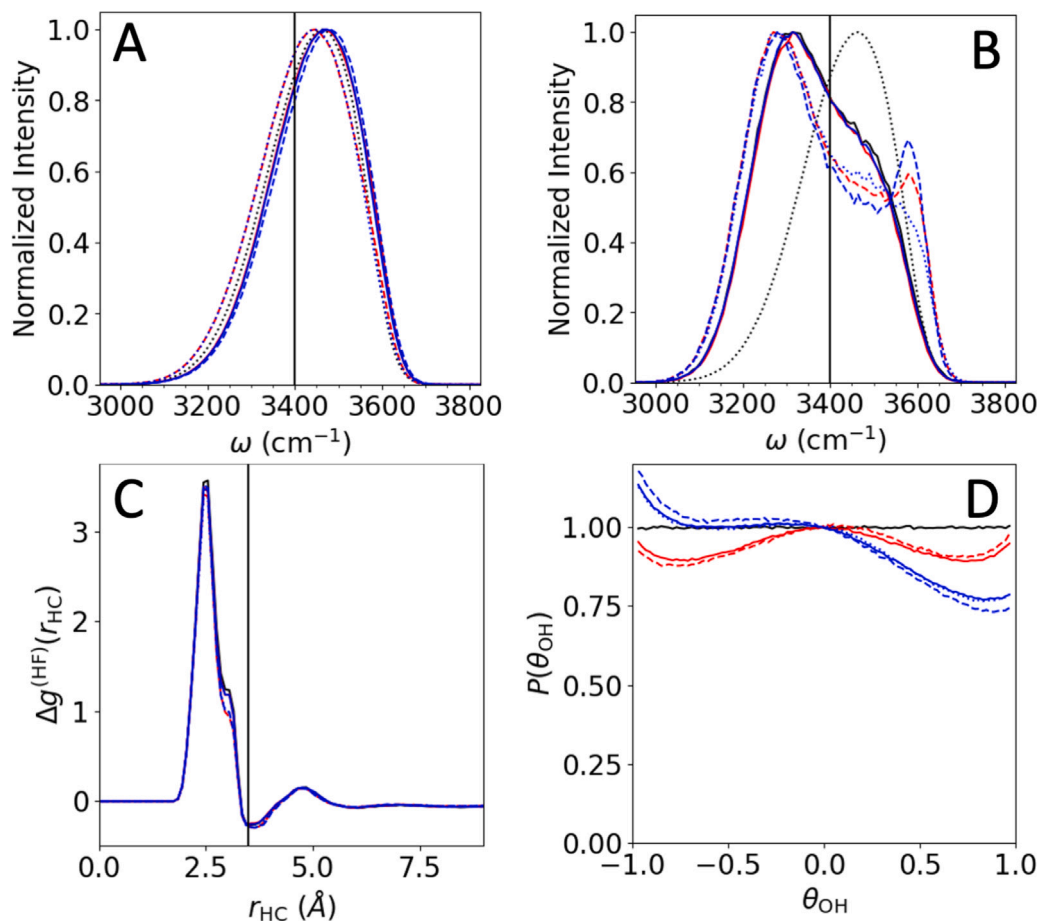 A
Normalized Intensity
1.0
0.8
0.6
0.4
0.2
0.0
3000 3200 3400 3600 3800
ω (cm⁻¹)
B
Normalized Intensity
1.0
0.8
0.6
0.4
0.2
0.0
3000 3200 3400 3600 3800
ω (cm⁻¹)
C
Δg⁽ᴴᶠ⁾(r_HC)
3
2
1
0
0.0 2.5 5.0 7.5
r_HC (Å)
D
P(θ_OH)
1.00
0.75
0.50
0.25
0.00
−1.0 −0.5 0.0 0.5 1.0
θ_OH